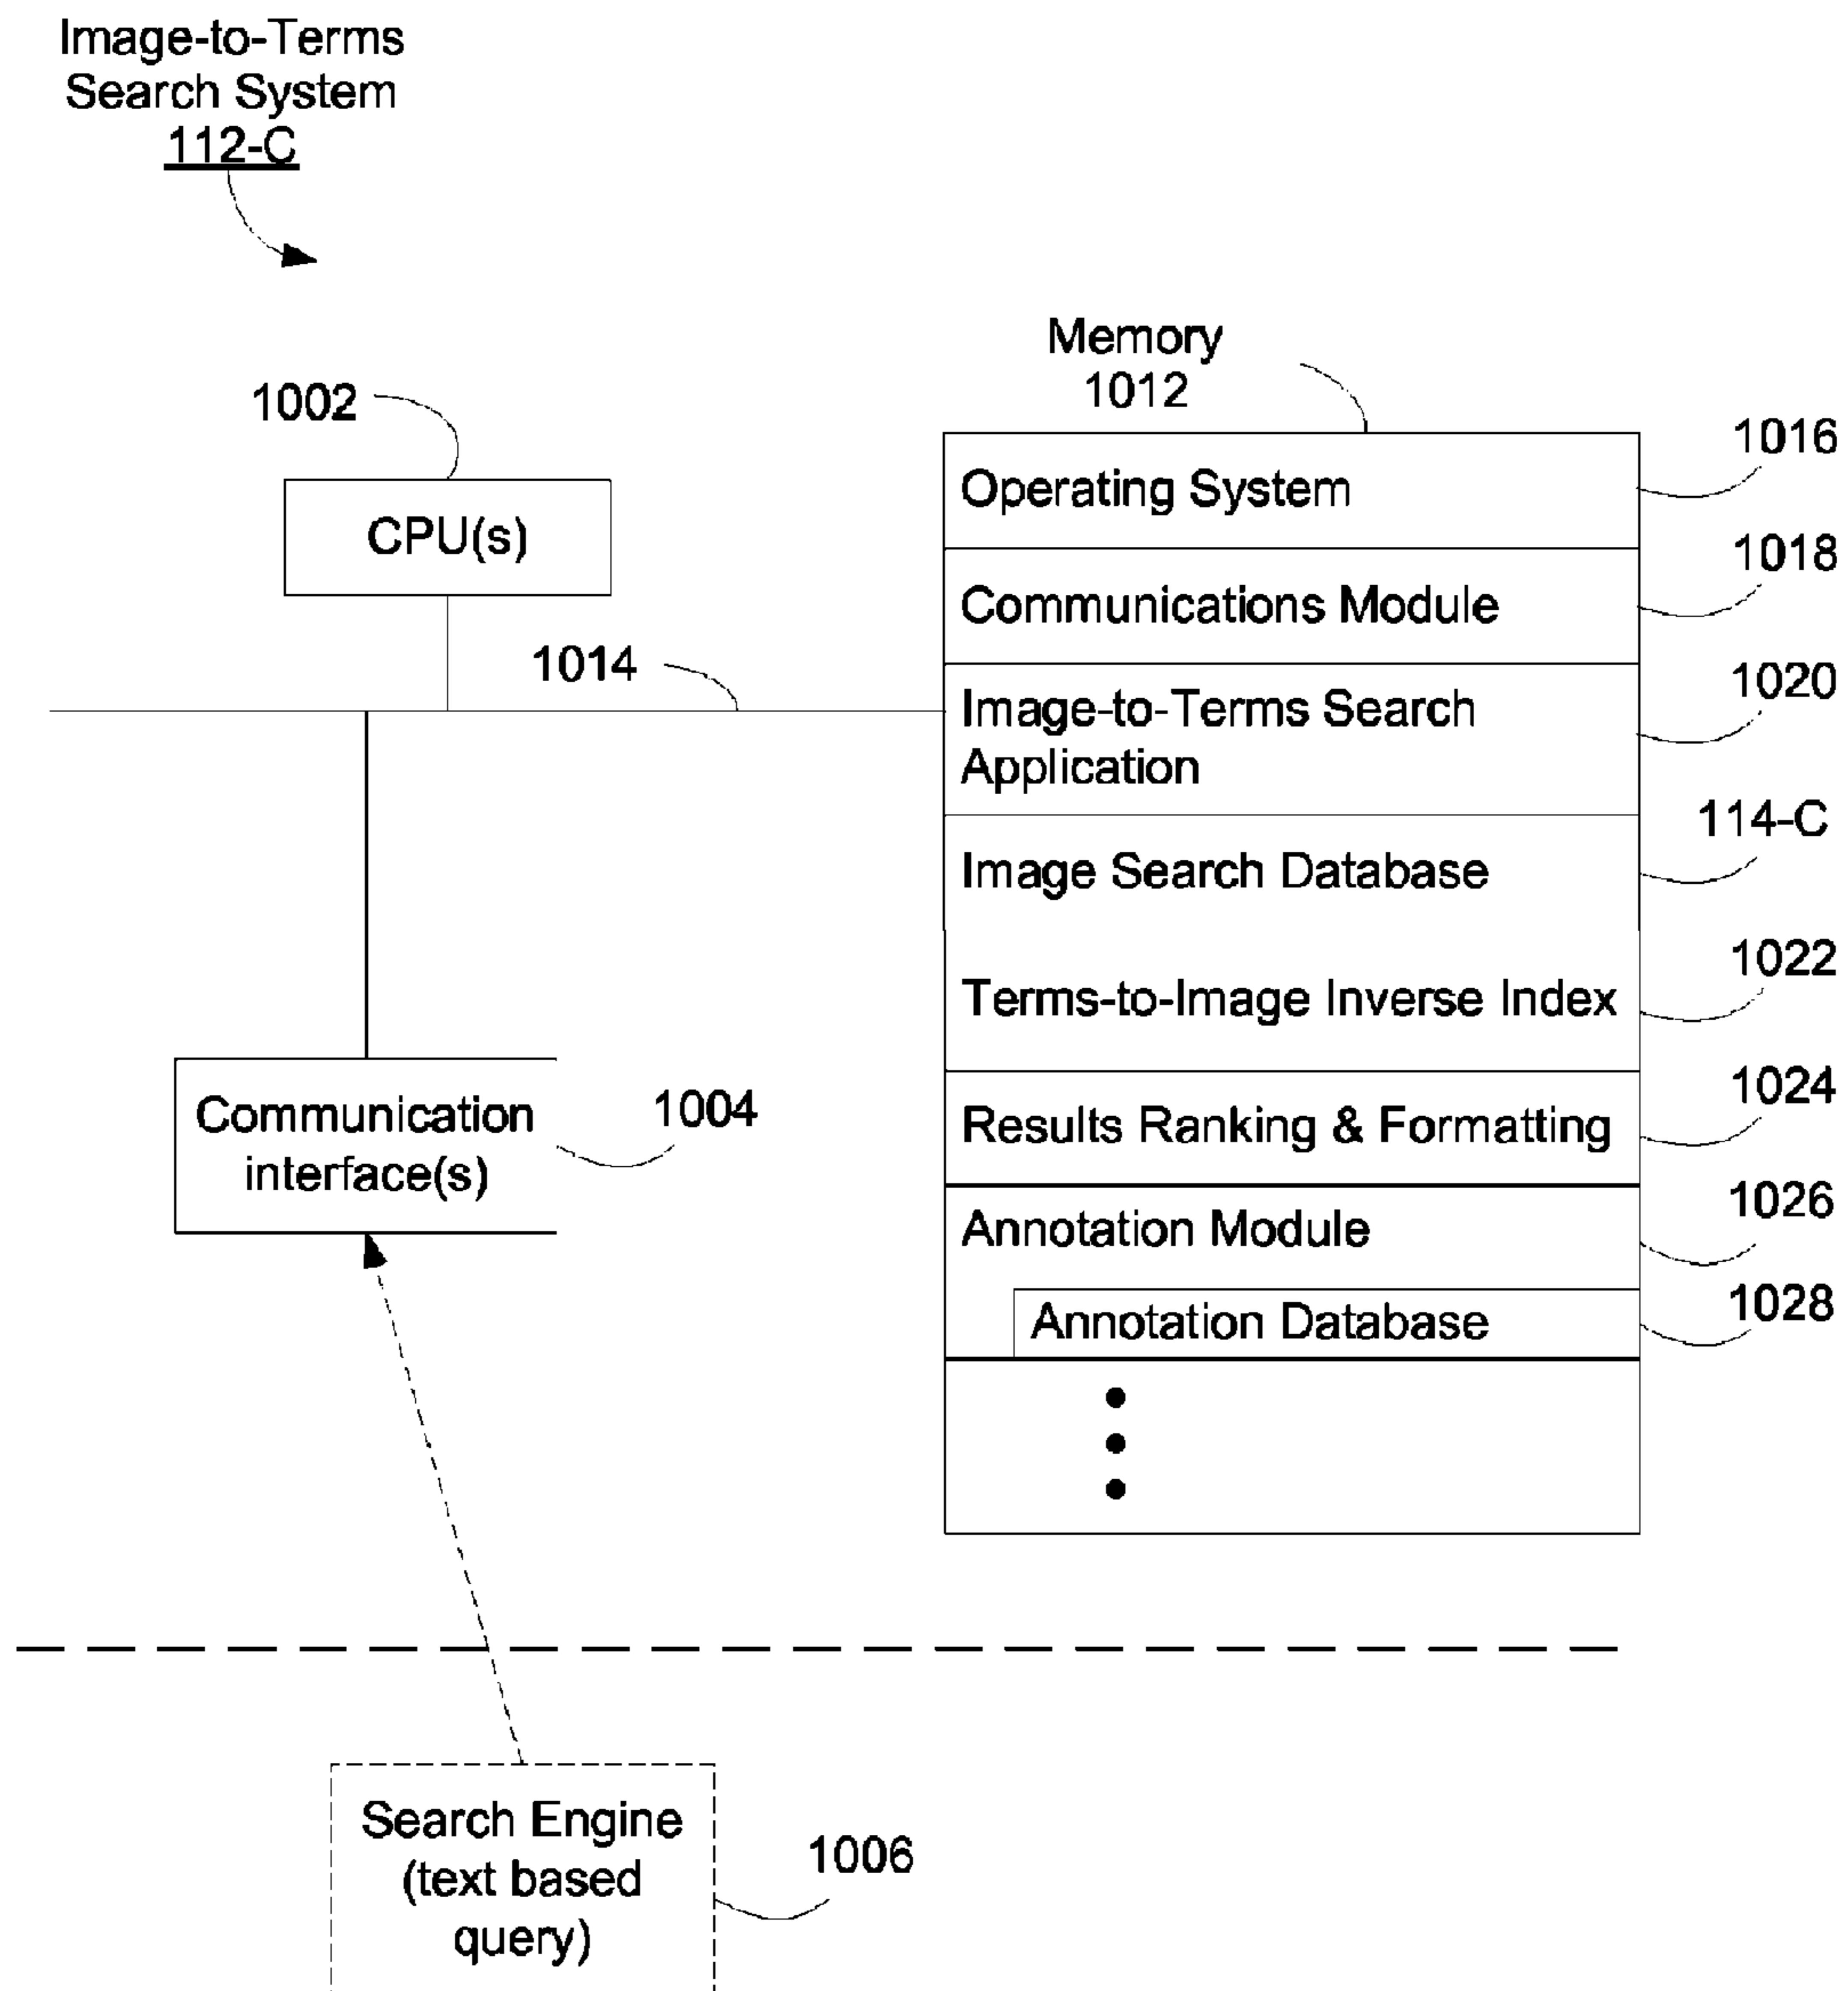 Image-to-Terms
Search System
112-C
Memory
1012
1002
1016
Operating System
CPU(s)
1018
Communications Module
1014
1020
Image-to-Terms Search
Application
114-C
Image Search Database
1022
Terms-to-Image Inverse Index
1024
Communication
interface(s)
1004
Results Ranking & Formatting
1026
Annotation Module
1028
Annotation Database
Search Engine
(text based
query)
1006